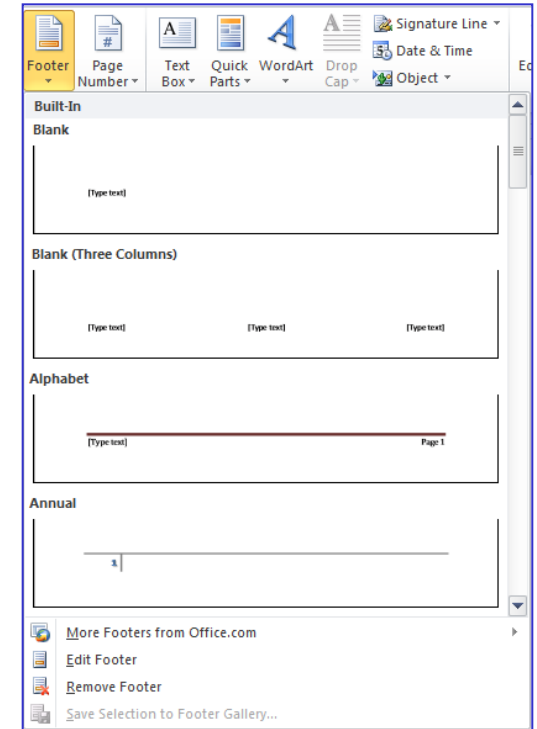 Footer
Page Number
Text Box
Quick Parts
WordArt
Drop Cap
Signature Line
Date & Time
Object
Built-In
Blank
[Type text]
Blank (Three Columns)
[Type text] [Type text] [Type text]
Alphabet
[Type text] Page 1
Annual
1
More Footers from Office.com
Edit Footer
Remove Footer
Save Selection to Footer Gallery...